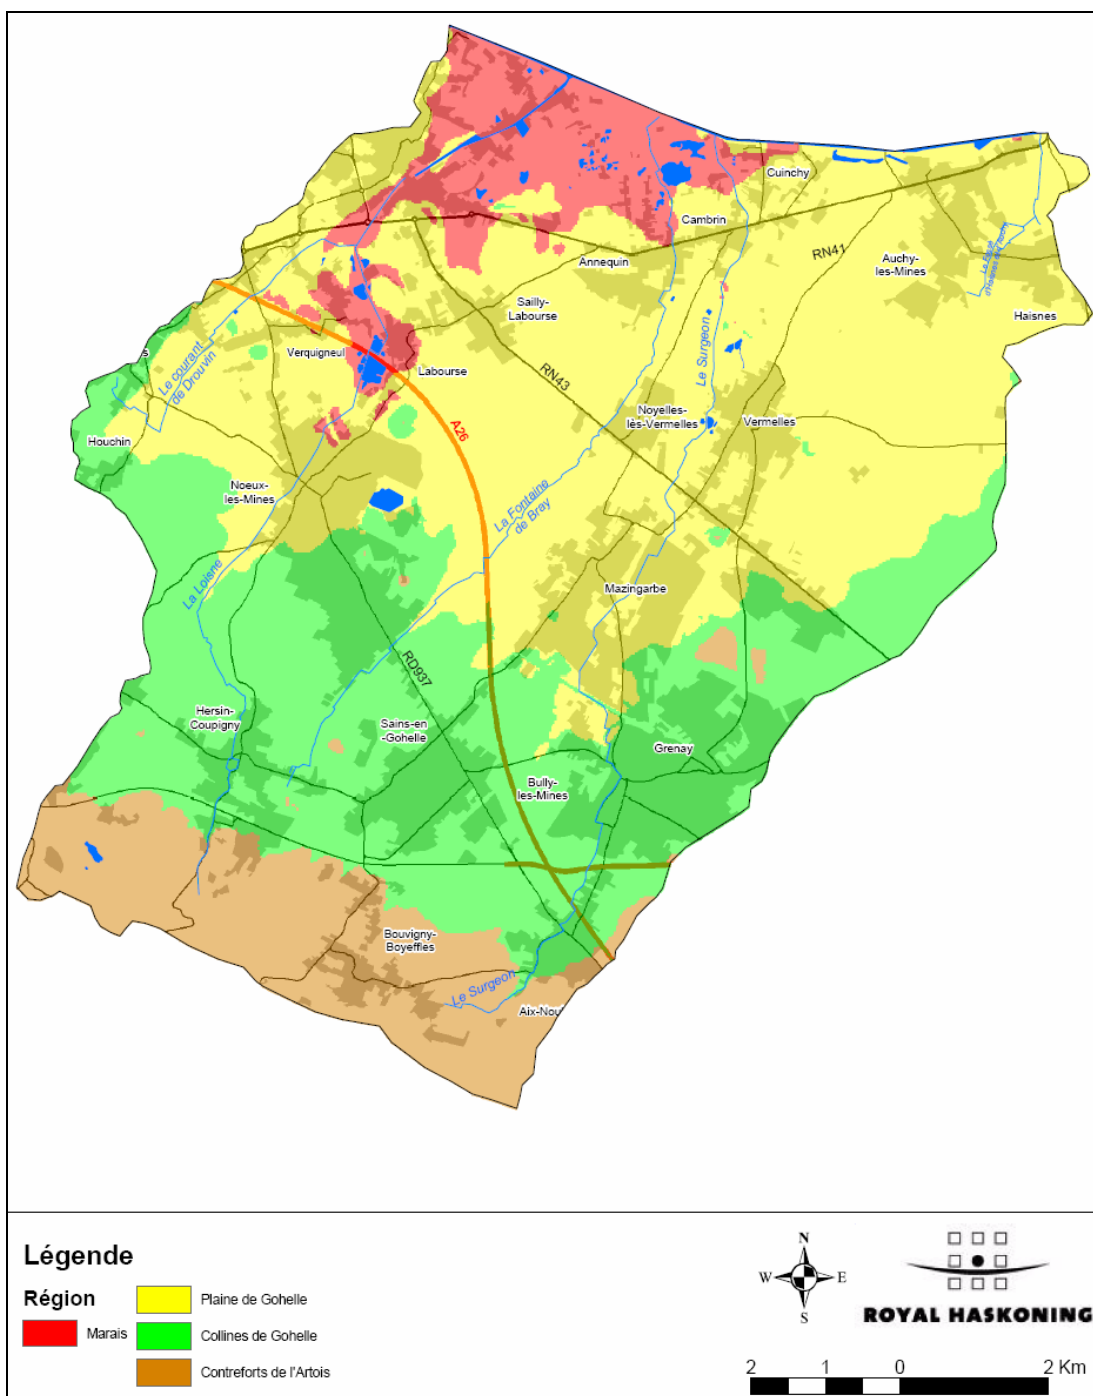 Cuinchy
Cambrin
RN41
Annequin
Auchy-
les-Mines
Sailly-
Labourse
Haisnes
Le Surgeon
Verquigneul
Le courant
de Drouvin
Labourse
RN43
A26
Noyelles-
lès-Vermelles
Vermelles
Houchin
Noeux-
les-Mines
La Fontaine
de Bray
La Loisne
Mazingarbe
RD937
Hersin-
Coupigny
Sains-en
-Gohelle
Grenay
Bully-
les-Mines
Bouvigny-
Boyeffles
Le Surgeon
Aix-Nou
Légende
Région
Marais
Plaine de Gohelle
Collines de Gohelle
Contreforts de l'Artois
N
W
E
S
ROYAL HASKONING
2 1 0 2 Km